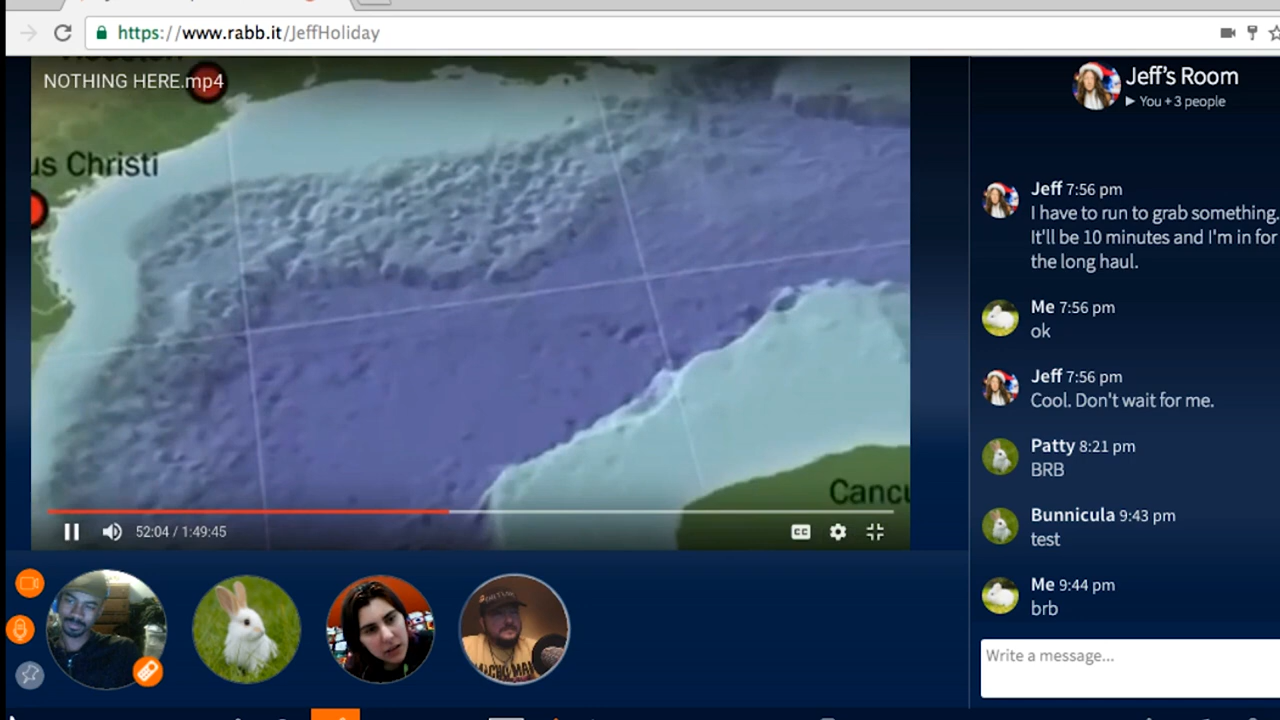 https://www.rabb.it/JeffHoliday
NOTHING HERE.mp4
us Christi
Cancu
52:04 / 1:49:45
CC
Jeff's Room
You + 3 people
Jeff 7:56 pm
I have to run to grab something.
It'll be 10 minutes and I'm in for
the long haul.
Me 7:56 pm
ok
Jeff 7:56 pm
Cool. Don't wait for me.
Patty 8:21 pm
BRB
Bunnicula 9:43 pm
test
Me 9:44 pm
brb
Write a message...